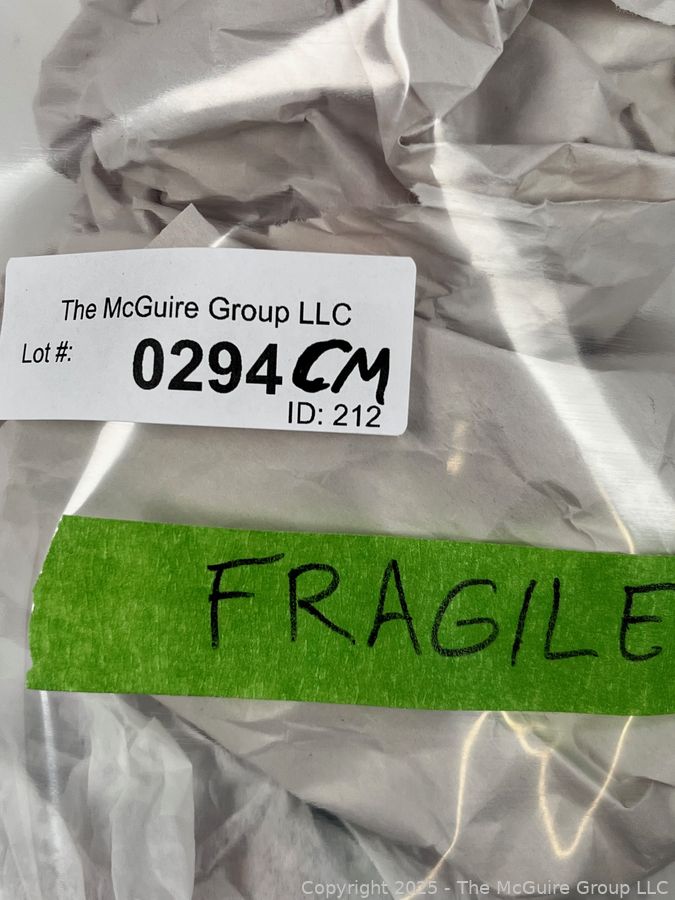 The McGuire Group LLC
Lot #: 0294 CM
ID: 212
FRAGILE
Copyright 2025 - The McGuire Group LLC